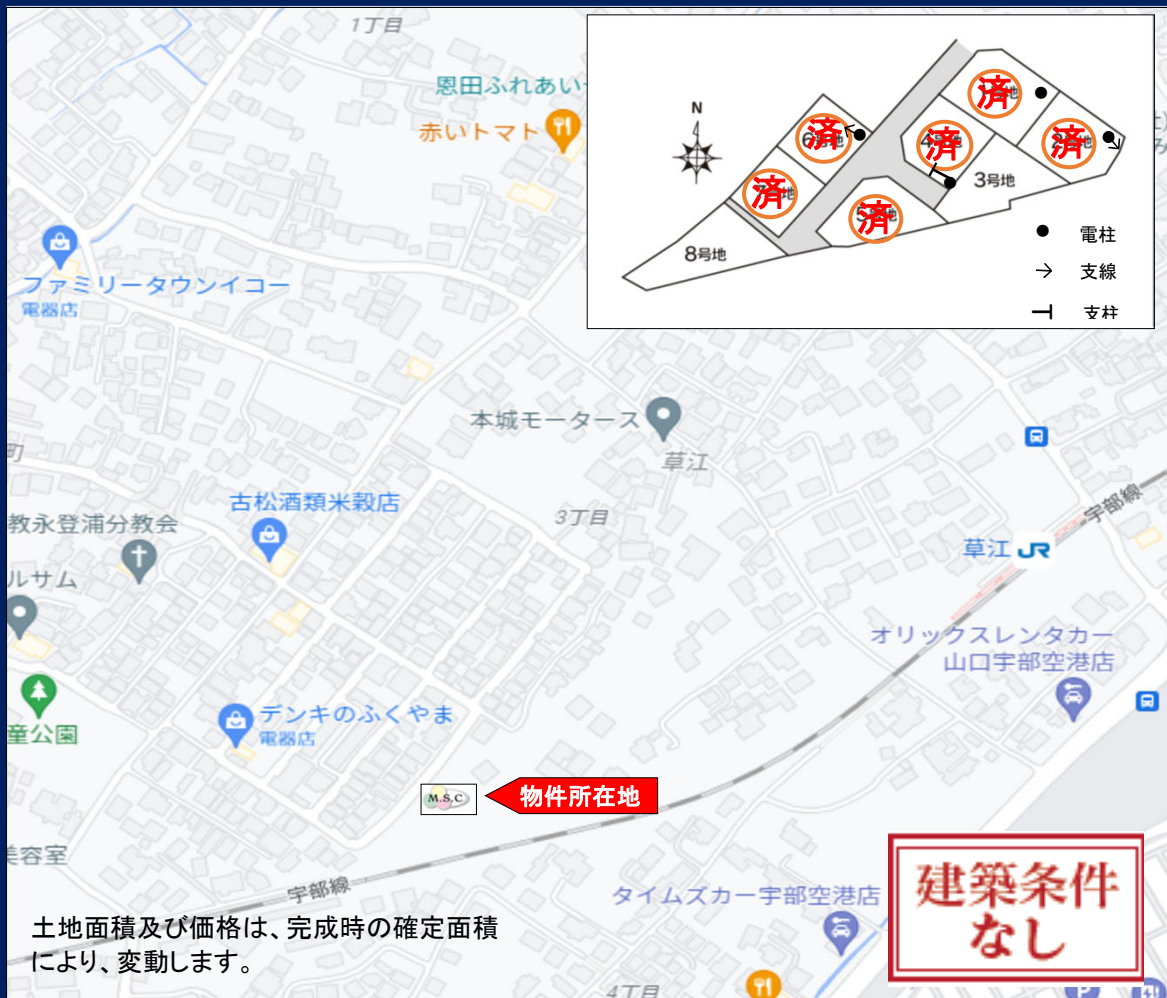 1丁目
恩田ふれあい
赤いトマト
ファミリータウンイコー
電器店
N
済
済
済
済
済
済
3号地
8号地
電柱
支線
支柱
本城モータース
草江
町
古松酒類米穀店
3丁目
宇部線
教永登浦分教会
草江 JR
ルサム
オリックスレンタカー
山口宇部空港店
童公園
デンキのふくやま
電器店
M.S.C
物件所在地
美容室
宇部線
タイムズカー宇部空港店
建築条件
なし
土地面積及び価格は、完成時の確定面積
により、変動します。
4丁目
P